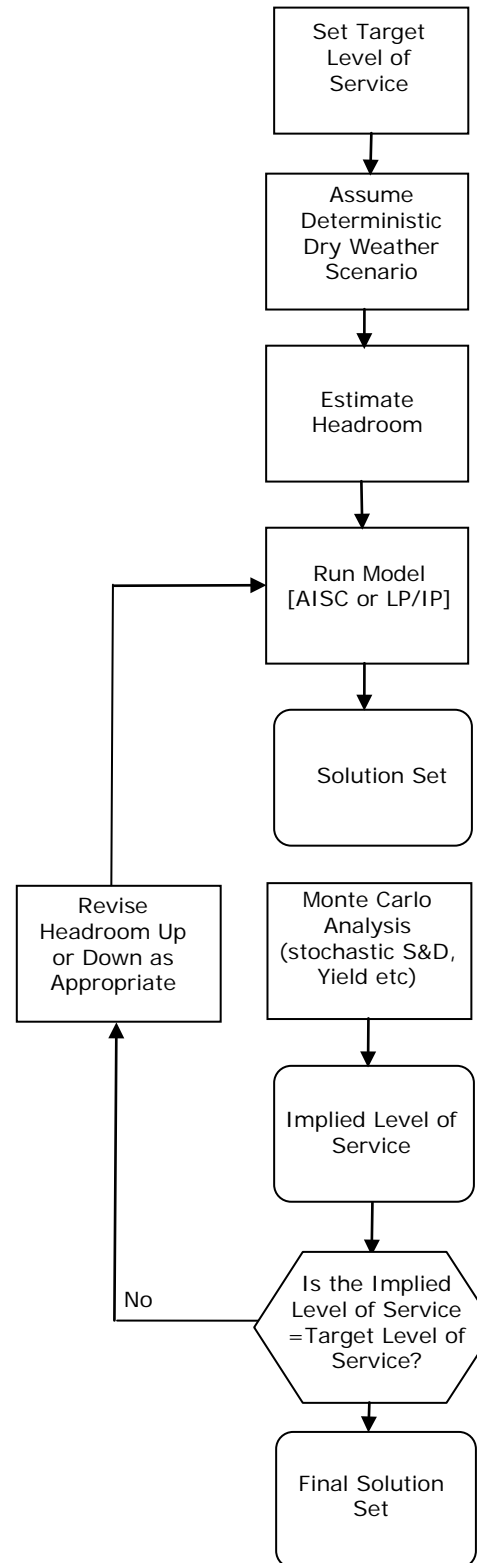 Set Target
Level of
Service
Assume
Deterministic
Dry Weather
Scenario
Estimate
Headroom
Run Model
[AISC or LP/IP]
Solution Set
Revise
Headroom Up
or Down as
Appropriate
Monte Carlo
Analysis
(stochastic S&D,
Yield etc)
Implied Level of
Service
Is the Implied
Level of Service
=Target Level of
Service?
No
Final Solution
Set